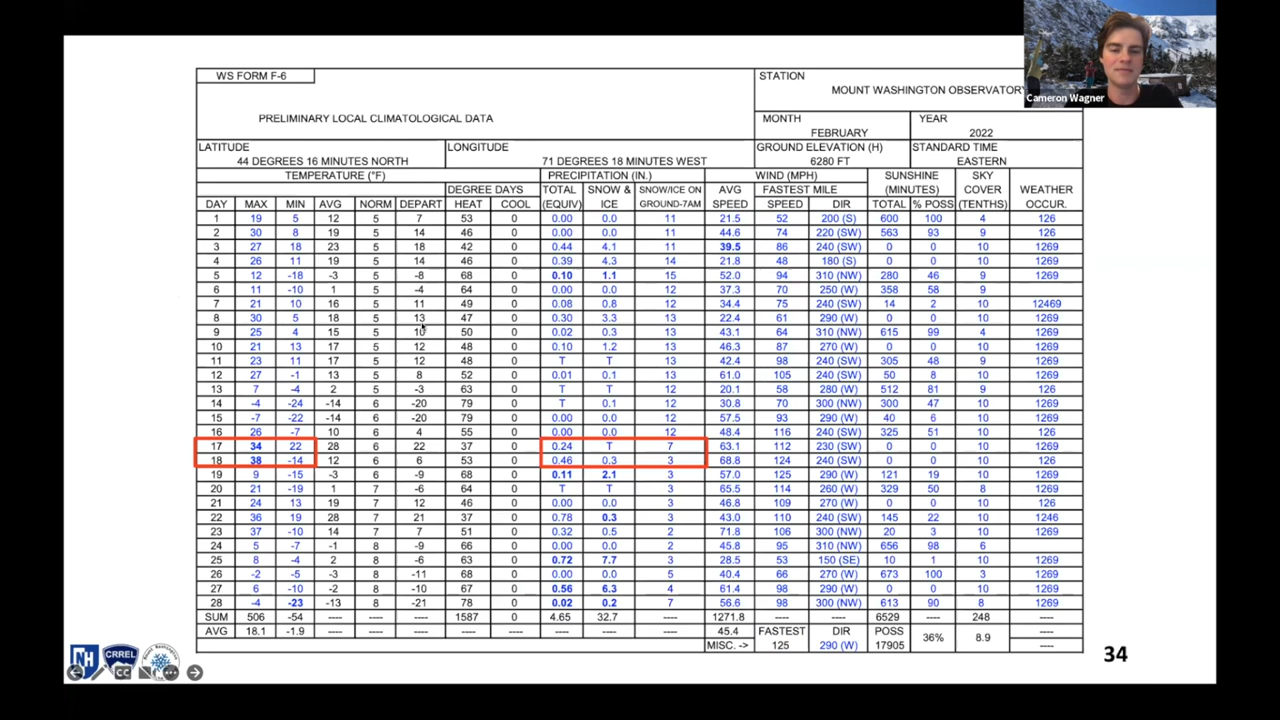 Cameron Wagner
WS FORM F-6
STATION
MOUNT WASHINGTON OBSERVATORY
PRELIMINARY LOCAL CLIMATOLOGICAL DATA
MONTH YEAR
FEBRUARY 2022
LATITUDE LONGITUDE GROUND ELEVATION (H) STANDARD TIME
44 DEGREES 16 MINUTES NORTH 71 DEGREES 18 MINUTES WEST 6280 FT EASTERN
TEMPERATURE (°F) PRECIPITATION (IN.) WIND (MPH) SUNSHINE SKY
DEGREE DAYS TOTAL SNOW & SNOW/ICE ON AVG FASTEST MILE (MINUTES) COVER WEATHER
DAY MAX MIN AVG NORM DEPART HEAT COOL (EQUIV) ICE GROUND-7AM SPEED SPEED DIR TOTAL % POSS (TENTHS) OCCUR.
1 19 5 12 5 7 53 0 0.00 0.0 11 21.5 52 200 (S) 600 100 4 126
2 30 8 19 5 14 46 0 0.00 0.0 11 44.6 74 220 (SW) 563 93 9 126
3 27 18 23 5 18 42 0 0.44 4.1 11 39.5 86 240 (SW) 0 0 10 1269
4 26 11 19 5 14 46 0 0.39 4.3 14 21.8 48 180 (S) 0 0 10 1269
5 12 -18 -3 5 -8 68 0 0.10 1.1 15 52.0 94 310 (NW) 280 46 9 1269
6 11 -10 1 5 -4 64 0 0.00 0.0 12 37.3 70 250 (W) 358 58 9
7 21 10 16 5 11 49 0 0.08 0.8 12 34.4 75 240 (SW) 14 2 10 12469
8 30 5 18 5 13 47 0 0.30 3.3 13 22.4 61 290 (W) 0 0 10 1269
9 25 4 15 5 10 50 0 0.02 0.3 13 43.1 64 310 (NW) 615 99 4 1269
10 21 13 17 5 12 48 0 0.10 1.2 13 46.3 87 270 (W) 0 0 10 1269
11 23 11 17 5 12 48 0 T T 13 42.4 98 240 (SW) 305 48 9 1269
12 27 -1 13 5 8 52 0 0.01 0.1 13 61.0 105 240 (SW) 50 8 10 1269
13 7 -4 2 5 -3 63 0 T T 12 20.1 58 280 (W) 512 81 9 126
14 -4 -24 -14 6 -20 79 0 T 0.1 12 30.8 70 300 (NW) 300 47 10 1269
15 -7 -22 -14 6 -20 79 0 0.00 0.0 12 57.5 93 290 (W) 40 6 10 1269
16 26 -7 10 6 4 55 0 0.00 0.0 12 48.4 116 240 (SW) 325 51 10 126
17 34 22 28 6 22 37 0 0.24 T 7 63.1 112 230 (SW) 0 0 10 1269
18 38 -14 12 6 6 53 0 0.46 0.3 3 68.8 124 240 (SW) 0 0 10 126
19 9 -15 -3 6 -9 68 0 0.11 2.1 3 57.0 125 290 (W) 121 19 10 1269
20 21 -19 1 7 -6 64 0 T T 3 65.5 114 260 (W) 329 50 8 1269
21 24 13 19 7 12 46 0 0.00 0.0 3 46.8 109 270 (W) 0 0 10 126
22 36 19 28 7 21 37 0 0.78 0.3 3 43.0 110 240 (SW) 145 22 10 1246
23 37 -10 14 7 7 51 0 0.32 0.5 2 71.8 106 300 (NW) 20 3 10 1269
24 5 -7 -1 8 -9 66 0 0.00 0.0 2 45.8 95 310 (NW) 656 98 6
25 8 -4 2 8 -6 63 0 0.72 7.7 3 28.5 53 150 (SE) 10 1 10 1269
26 -2 -5 -3 8 -11 68 0 0.00 0.0 5 40.4 66 270 (W) 673 100 3 1269
27 6 -10 -2 8 -10 67 0 0.56 6.3 4 61.4 98 290 (W) 0 0 10 1269
28 -4 -23 -13 8 -21 78 0 0.02 0.2 7 56.6 98 300 (NW) 613 90 8 1269
SUM 506 -54 ---- ---- ---- 1587 0 4.65 32.7 ---- 1271.8 ---- ---- 6529 ---- 248 ----
AVG 18.1 -1.9 ---- ---- ---- ---- ---- ---- ---- ---- 45.4 FASTEST DIR POSS 36% 8.9 ----
MISC. -> 125 290 (W) 17905 ----
NH CRREL
CC
34